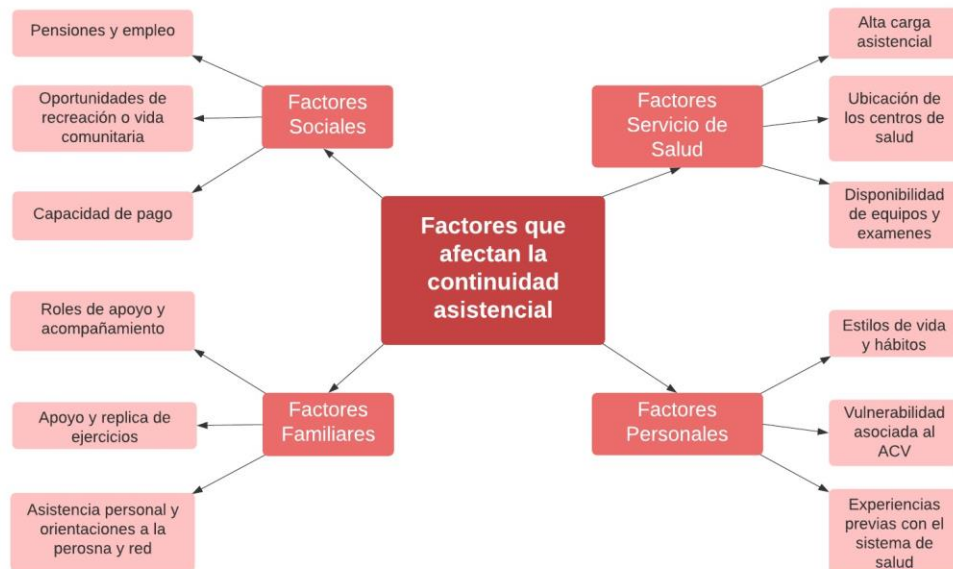 Pensiones y empleo
Oportunidades de
recreación o vida
comunitaria
Capacidad de pago
Factores
Sociales
Factores
Servicio de
Salud
Alta carga
asistencial
Ubicación de
los centros de
salud
Disponibilidad
de equipos y
examenes
Factores que
afectan la
continuidad
asistencial
Roles de apoyo y
acompañamiento
Apoyo y replica de
ejercicios
Asistencia personal y
orientaciones a la
perosna y red
Factores
Familiares
Factores
Personales
Estilos de vida
y hábitos
Vulnerabilidad
asociada al
ACV
Experiencias
previas con el
sistema de
salud